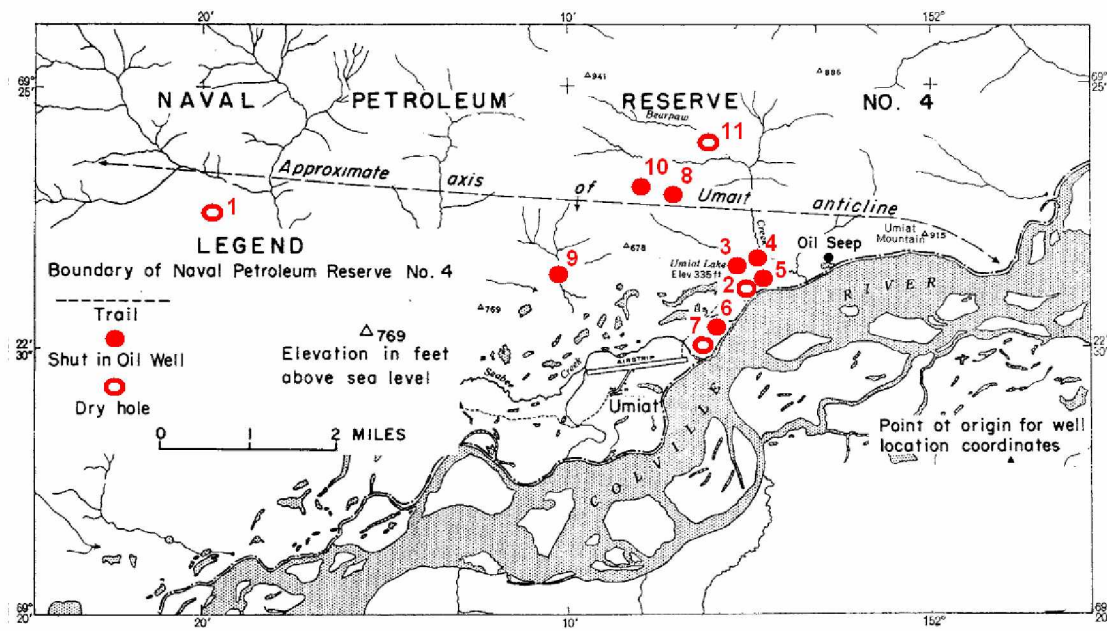 20'
10'
152°
69°
25'
△941
△886
NAVAL PETROLEUM RESERVE NO. 4
Bearpaw
11
10
8
Approximate axis of Umait anticline
1
LEGEND
Boundary of Naval Petroleum Reserve No. 4
Trail
Shut in Oil Well
Dry hole
0 1 2 MILES
△769
Elevation in feet
above sea level
9
△678
△769
3
4
Creek
Umiat Lake
Elev 335 ft
5
2
6
7
Oil Seep
Umiat
Mountain
△915
RIVER
22'
30"
22'
30"
AIRSTRIP
Seabee Creek
Umiat
COLVILLE
Point of origin for well
location coordinates
69°
20'
69°
20'
20'
10'
152°